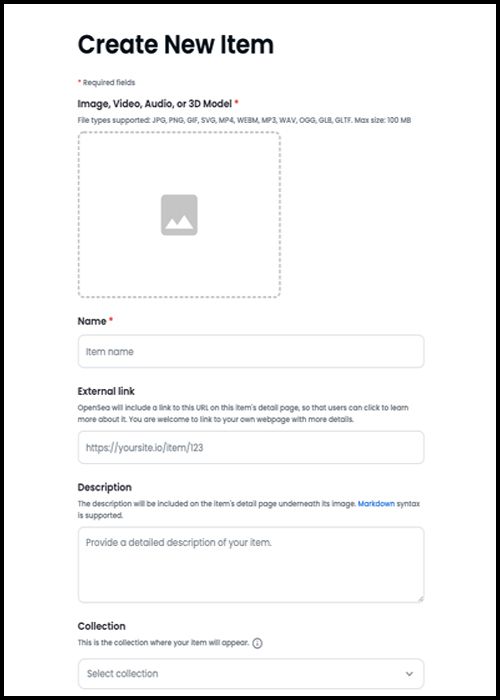 Create New Item
* Required fields
Image, Video, Audio, or 3D Model *
File types supported: JPG, PNG, GIF, SVG, MP4, WEBM, MP3, WAV, OGG, GLB, GLTF. Max size: 100 MB
Name *
Item name
External link
OpenSea will include a link to this URL on this item's detail page, so that users can click to learn
more about it. You are welcome to link to your own webpage with more details.
https://yoursite.io/item/123
Description
The description will be included on the item's detail page underneath its image. Markdown syntax
is supported.
Provide a detailed description of your item.
Collection
This is the collection where your item will appear.
Select collection